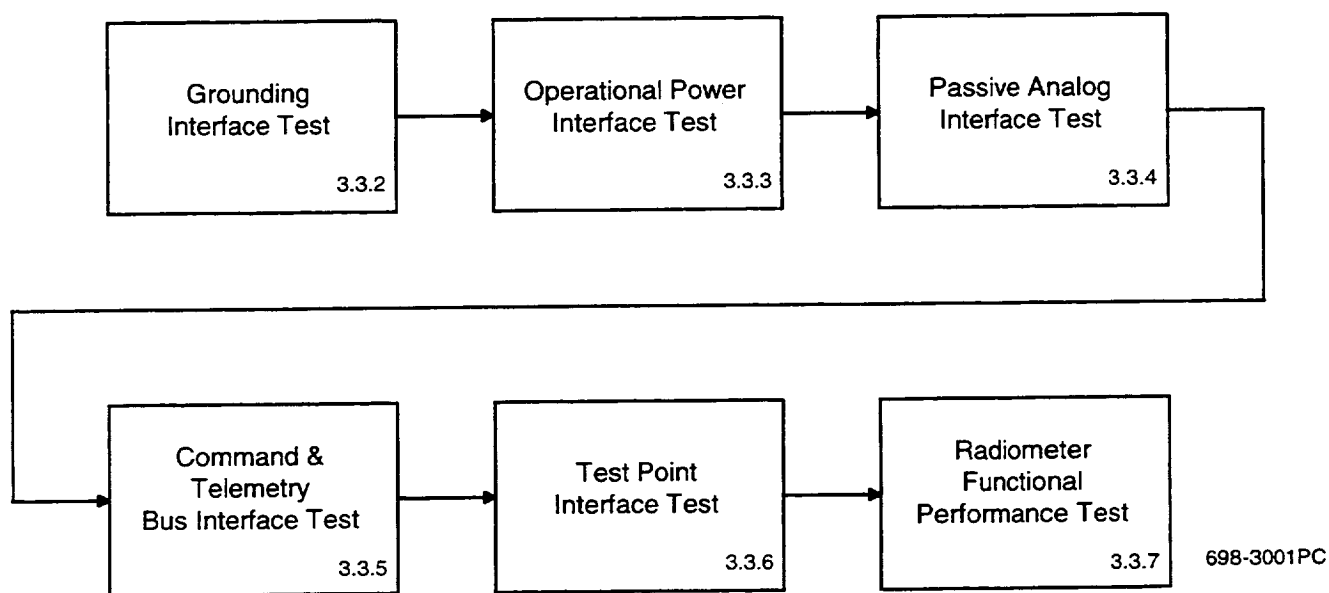 Grounding
Interface Test
3.3.2
Operational Power
Interface Test
3.3.3
Passive Analog
Interface Test
3.3.4
Command &
Telemetry
Bus Interface Test
3.3.5
Test Point
Interface Test
3.3.6
Radiometer
Functional
Performance Test
3.3.7
698-3001PC